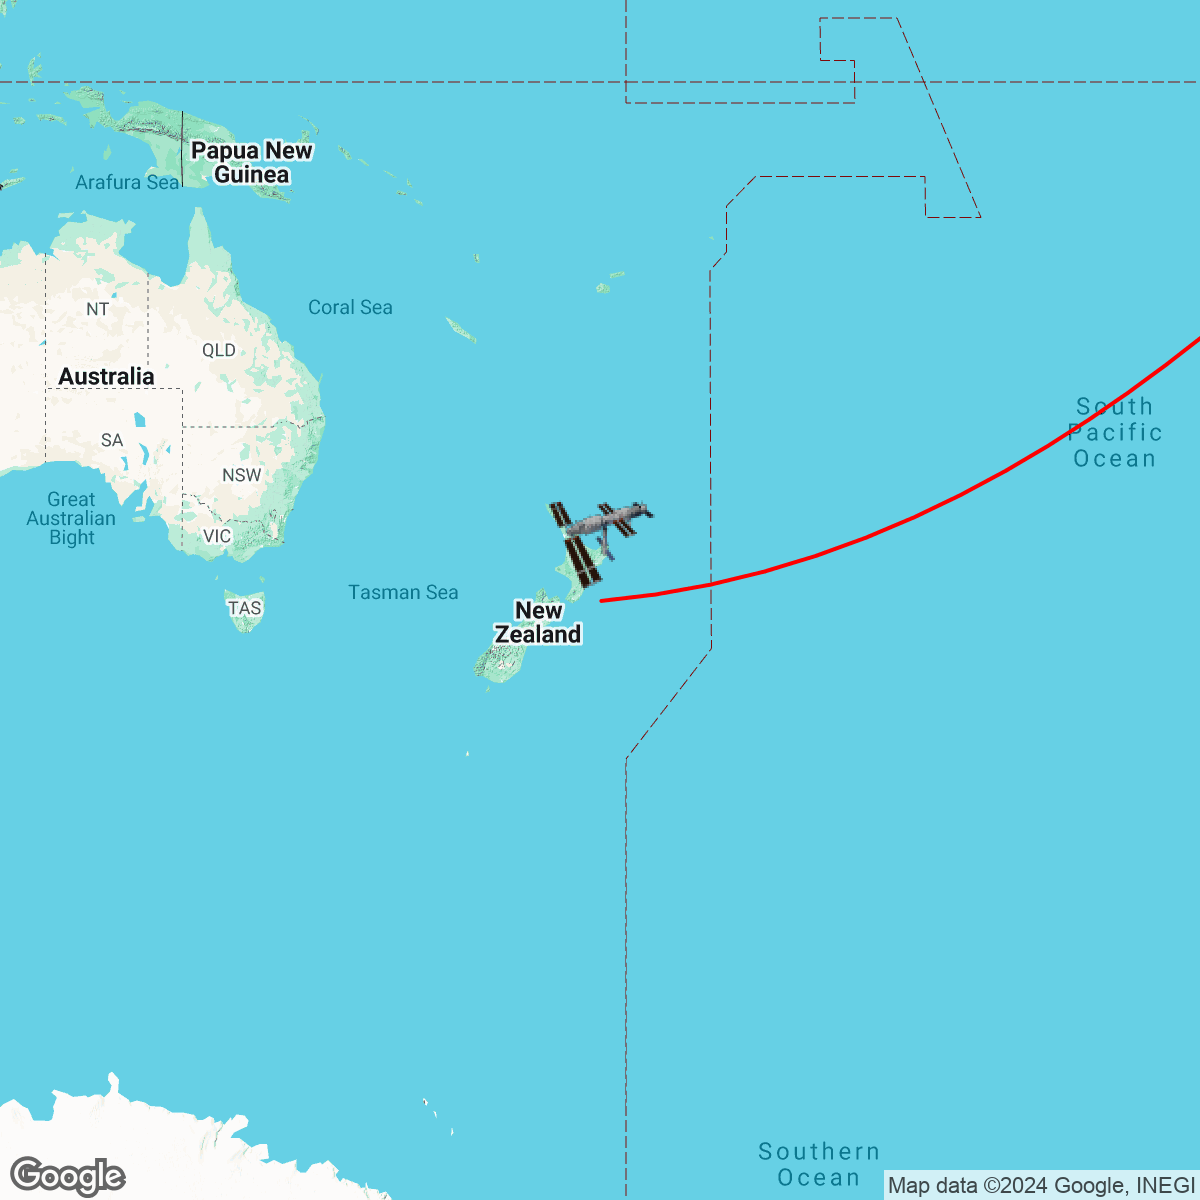 Papua New
Guinea
Arafura Sea
NT
Coral Sea
QLD
Australia
South
Pacific
Ocean
SA
NSW
Great
Australian
Bight
VIC
Tasman Sea
TAS
New
Zealand
Southern
Ocean
Google
Map data ©2024 Google, INEGI